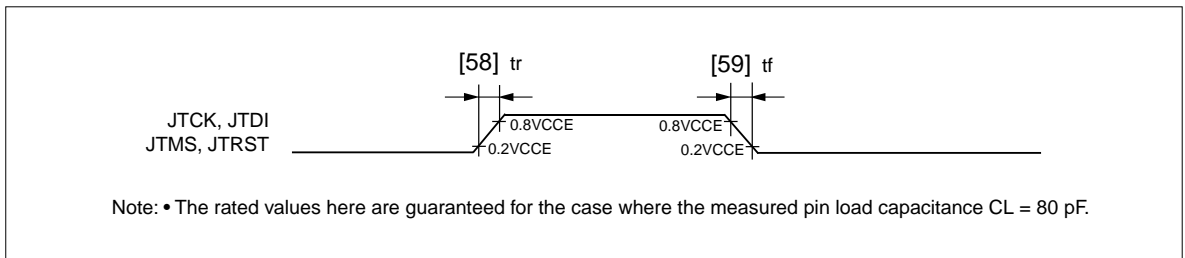 [58] tr [59] tf
JTCK, JTDI
JTMS, JTRST
0.8VCCE 0.8VCCE
0.2VCCE 0.2VCCE
Note: • The rated values here are guaranteed for the case where the measured pin load capacitance CL = 80 pF.